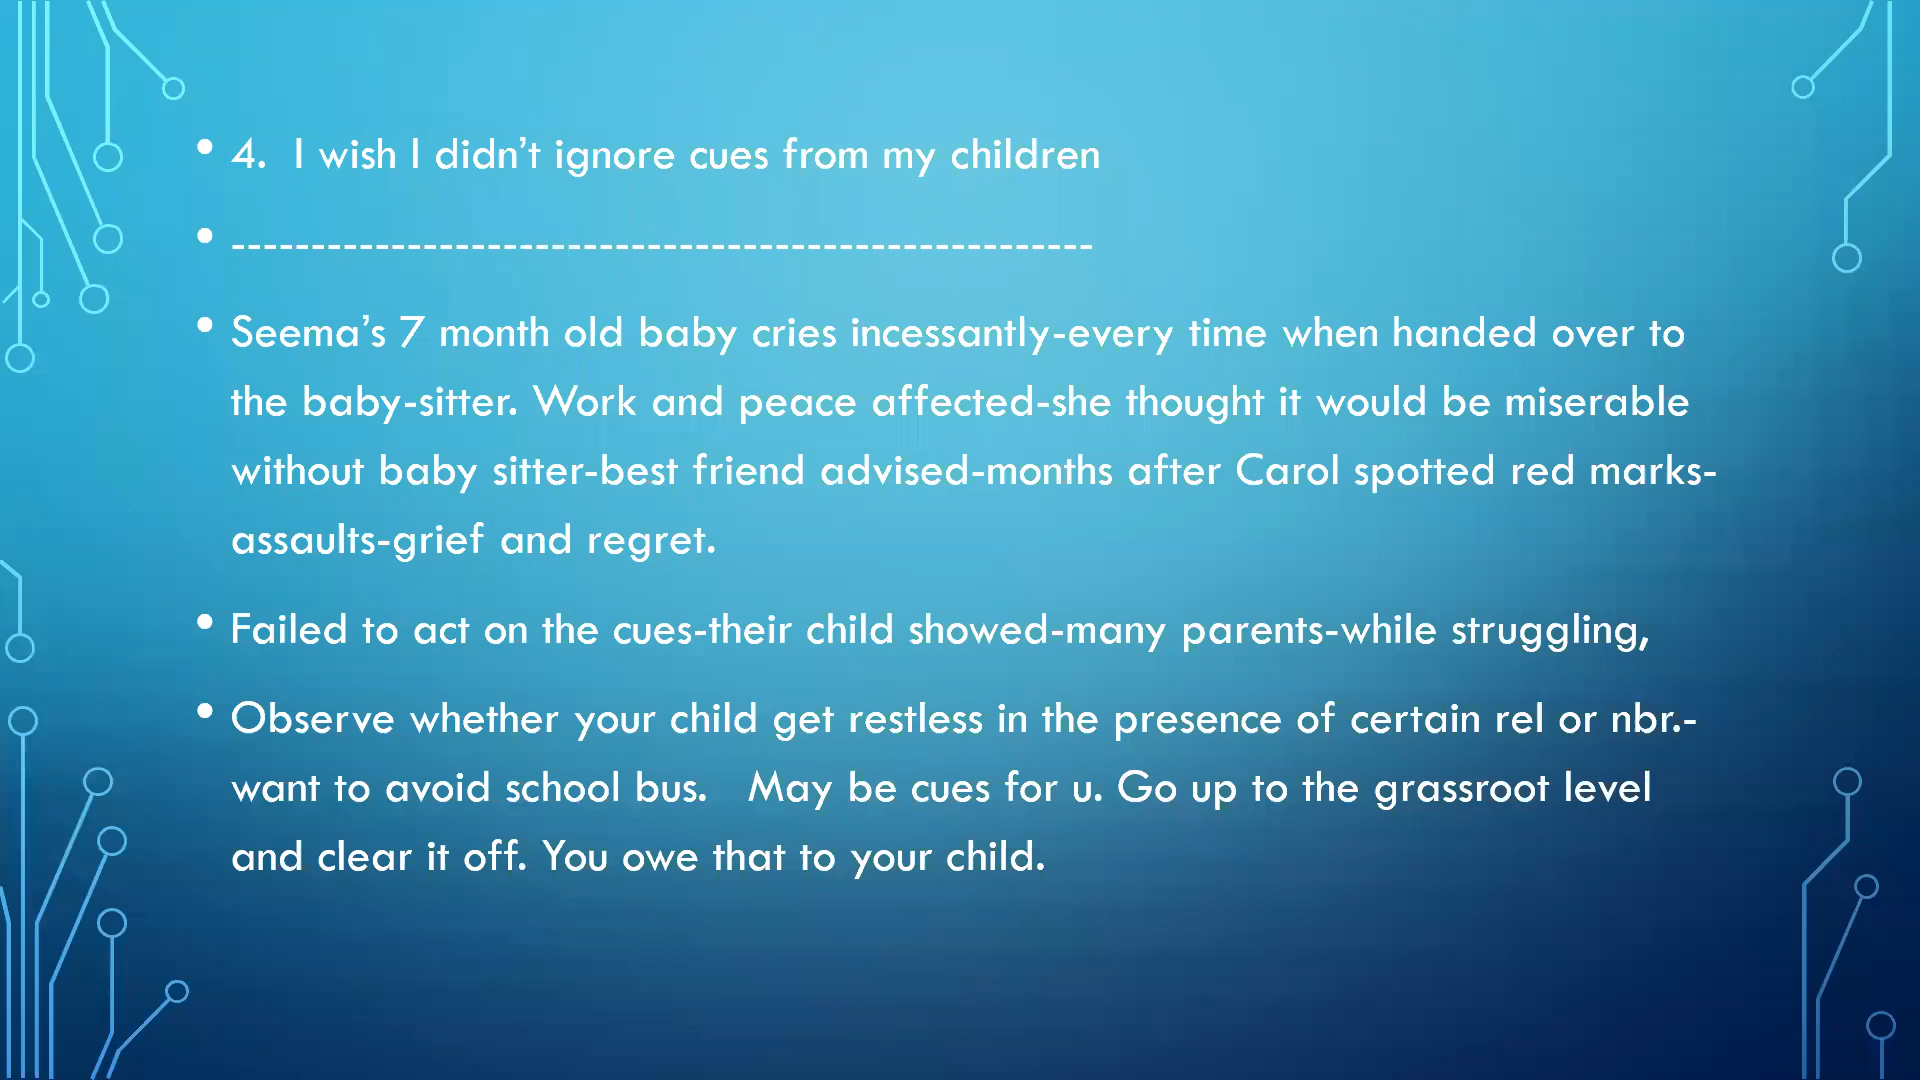 • 4.  I wish I didn’t ignore cues from my children
• ------------------------------------------------------
• Seema’s 7 month old baby cries incessantly-every time when handed over to
the baby-sitter. Work and peace affected-she thought it would be miserable
without baby sitter-best friend advised-months after Carol spotted red marks-
assaults-grief and regret.
• Failed to act on the cues-their child showed-many parents-while struggling,
• Observe whether your child get restless in the presence of certain rel or nbr.-
want to avoid school bus.   May be cues for u. Go up to the grassroot level
and clear it off. You owe that to your child.